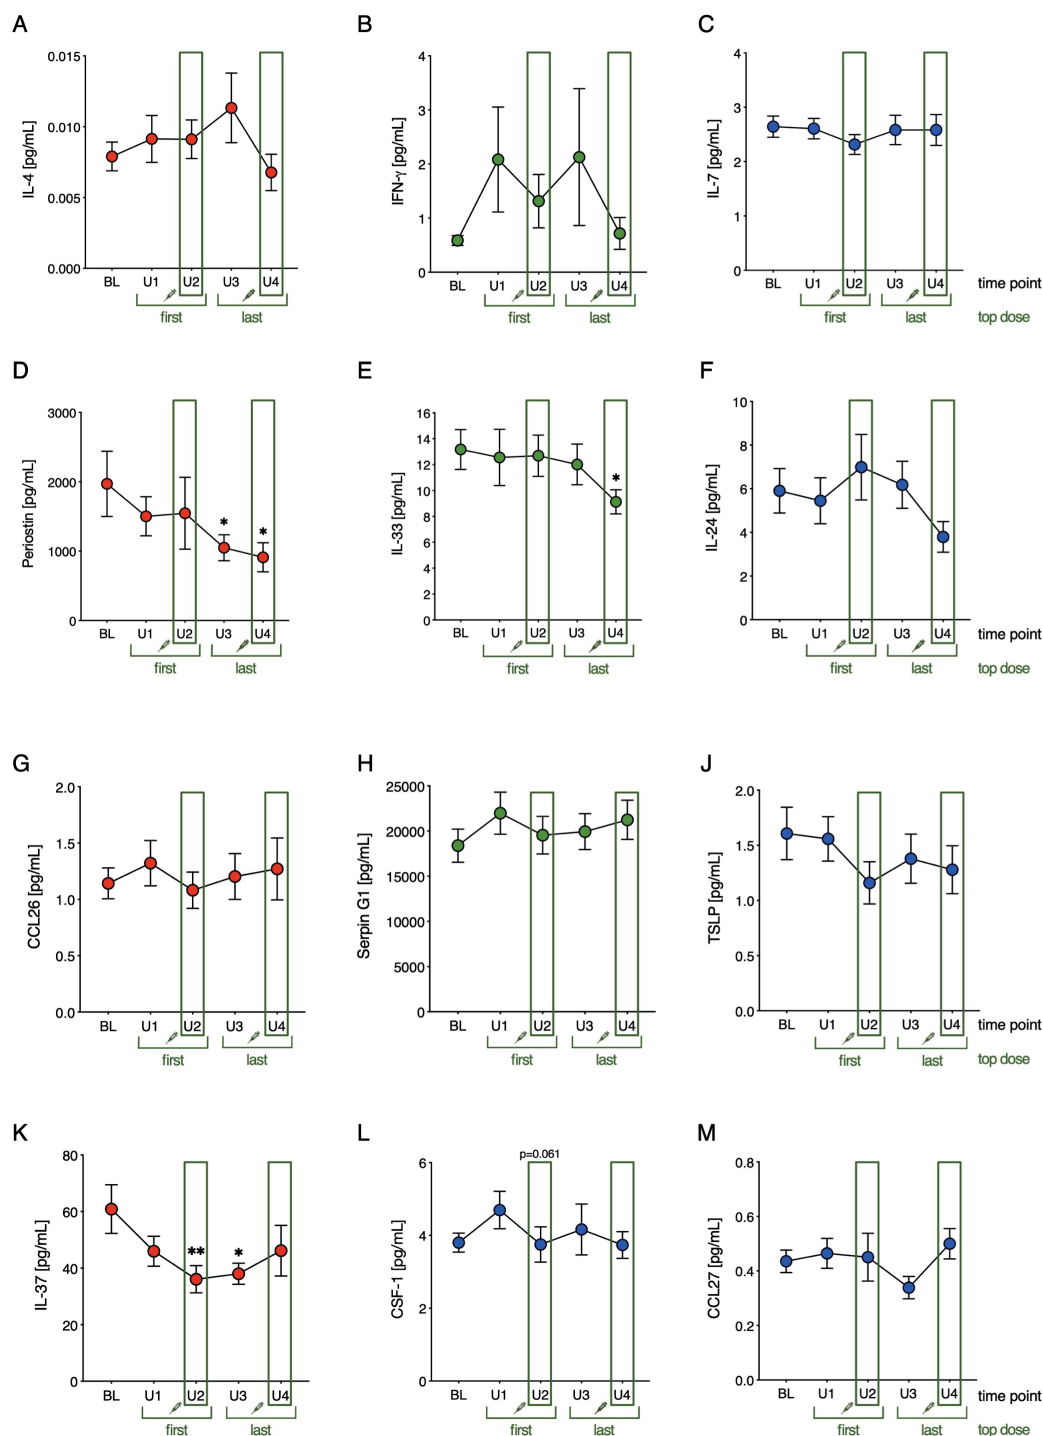 A
B
C
0.015
0.010
0.005
0.000
IL-4 [pg/mL]
BL U1 U2 U3 U4
first last
4
3
2
1
0
IFN-γ [pg/mL]
BL U1 U2 U3 U4
first last
4
3
2
1
0
IL-7 [pg/mL]
BL U1 U2 U3 U4 time point
first last top dose
D
E
F
3000
2000
1000
0
Periostin [pg/mL]
* *
BL U1 U2 U3 U4
first last
16
14
12
10
8
6
4
2
0
IL-33 [pg/mL]
*
BL U1 U2 U3 U4
first last
10
8
6
4
2
0
IL-24 [pg/mL]
BL U1 U2 U3 U4 time point
first last top dose
G
H
J
2.0
1.5
1.0
0.5
0.0
CCL26 [pg/mL]
BL U1 U2 U3 U4
first last
25000
20000
15000
10000
5000
0
Serpin G1 [pg/mL]
BL U1 U2 U3 U4
first last
2.0
1.5
1.0
0.5
0.0
TSLP [pg/mL]
BL U1 U2 U3 U4 time point
first last top dose
K
L
M
80
60
40
20
0
IL-37 [pg/mL]
** *
BL U1 U2 U3 U4
first last
p=0.061
6
4
2
0
CSF-1 [pg/mL]
BL U1 U2 U3 U4
first last
0.8
0.6
0.4
0.2
0.0
CCL27 [pg/mL]
BL U1 U2 U3 U4 time point
first last top dose